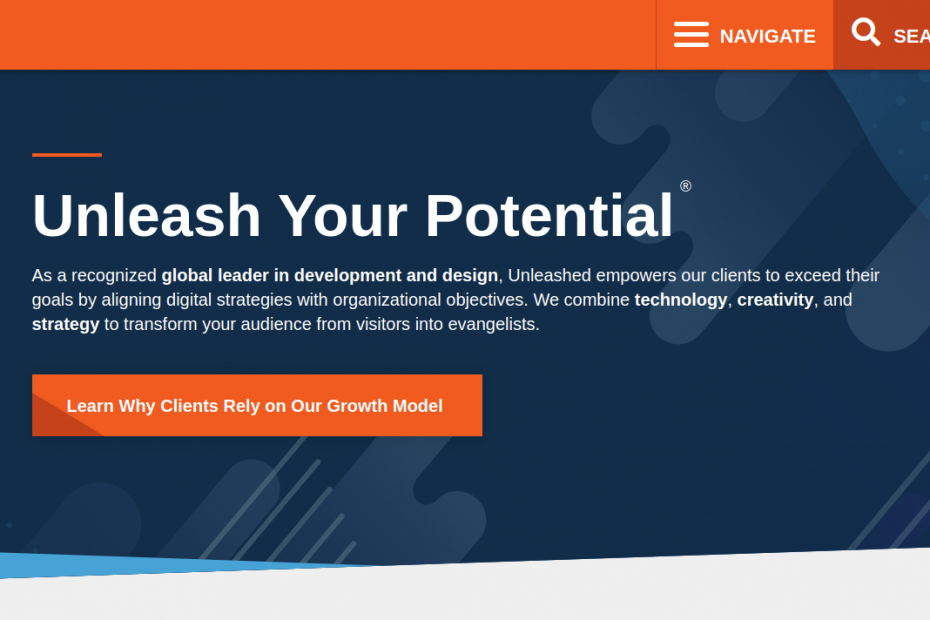 NAVIGATE
SEA
Unleash Your Potential®
As a recognized global leader in development and design, Unleashed empowers our clients to exceed their
goals by aligning digital strategies with organizational objectives. We combine technology, creativity, and
strategy to transform your audience from visitors into evangelists.
Learn Why Clients Rely on Our Growth Model